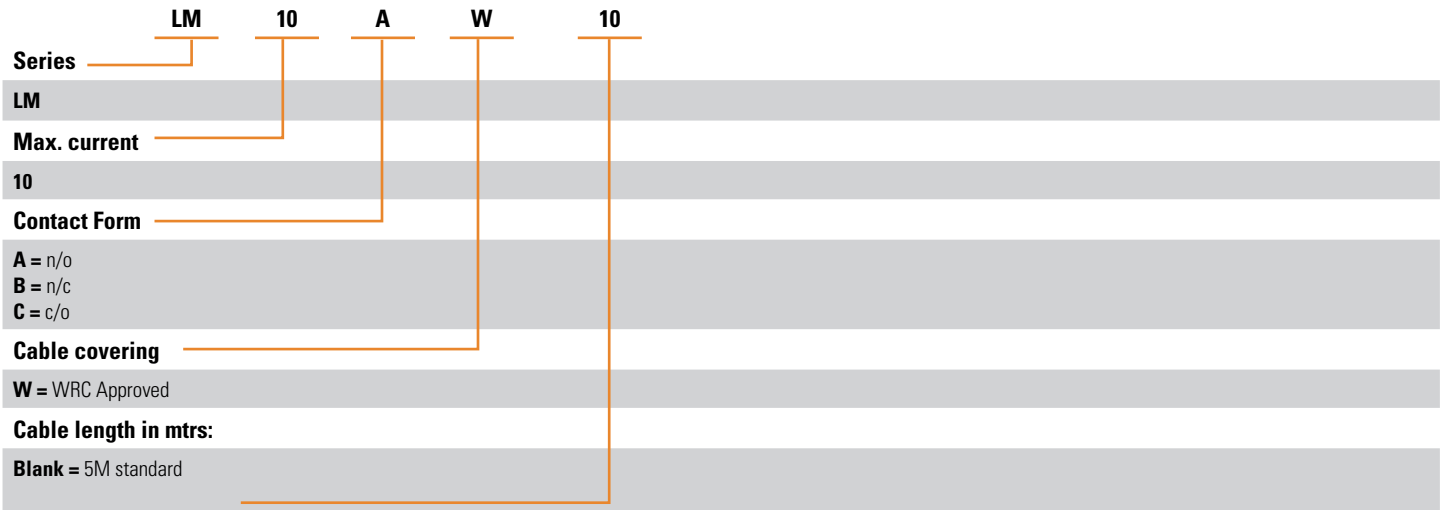 LM 10 A W 10
Series
LM
Max. current
10
Contact Form
A = n/o
B = n/c
C = c/o
Cable covering
W = WRC Approved
Cable length in mtrs:
Blank = 5M standard